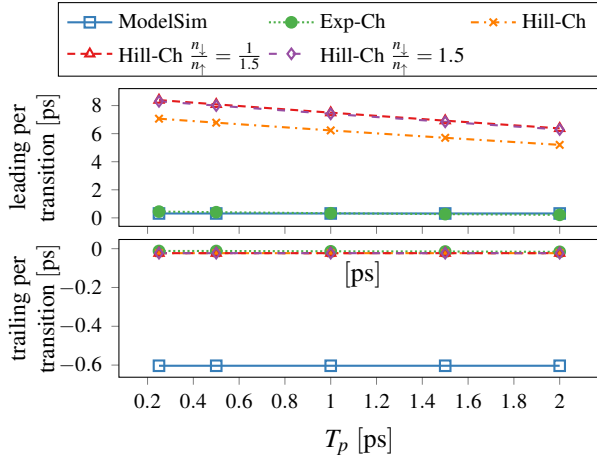 ModelSim Exp-Ch Hill-Ch
Hill-Ch n↓/n↑ = 1/1.5 Hill-Ch n↓/n↑ = 1.5
leading per
transition [ps]
8
6
4
2
0
trailing per
transition [ps]
0
−0.2
−0.4
−0.6
[ps]
0.2 0.4 0.6 0.8 1 1.2 1.4 1.6 1.8 2
T_p [ps]